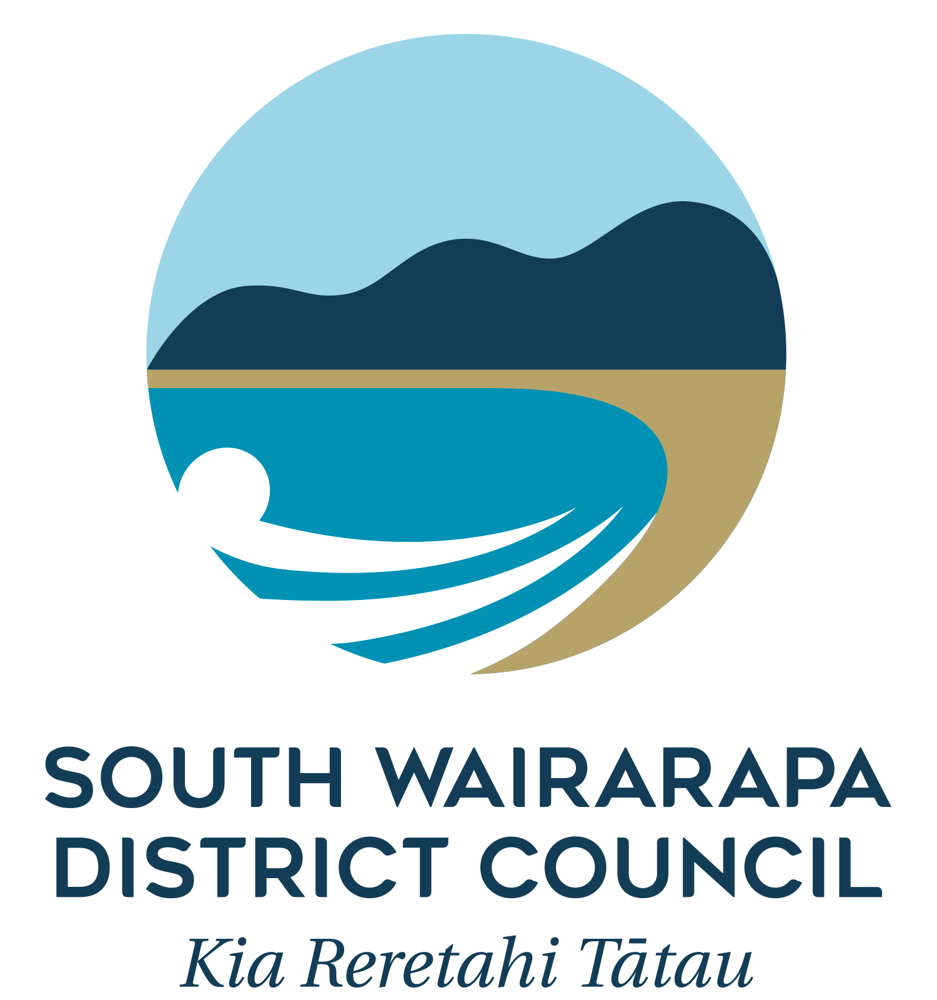 SOUTH WAIRARAPA
DISTRICT COUNCIL
Kia Reretahi Tātau